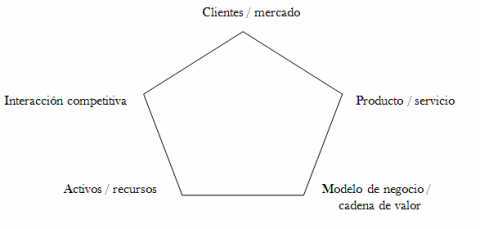 Clientes / mercado
Interacción competitiva
Producto / servicio
Activos / recursos
Modelo de negocio /
cadena de valor